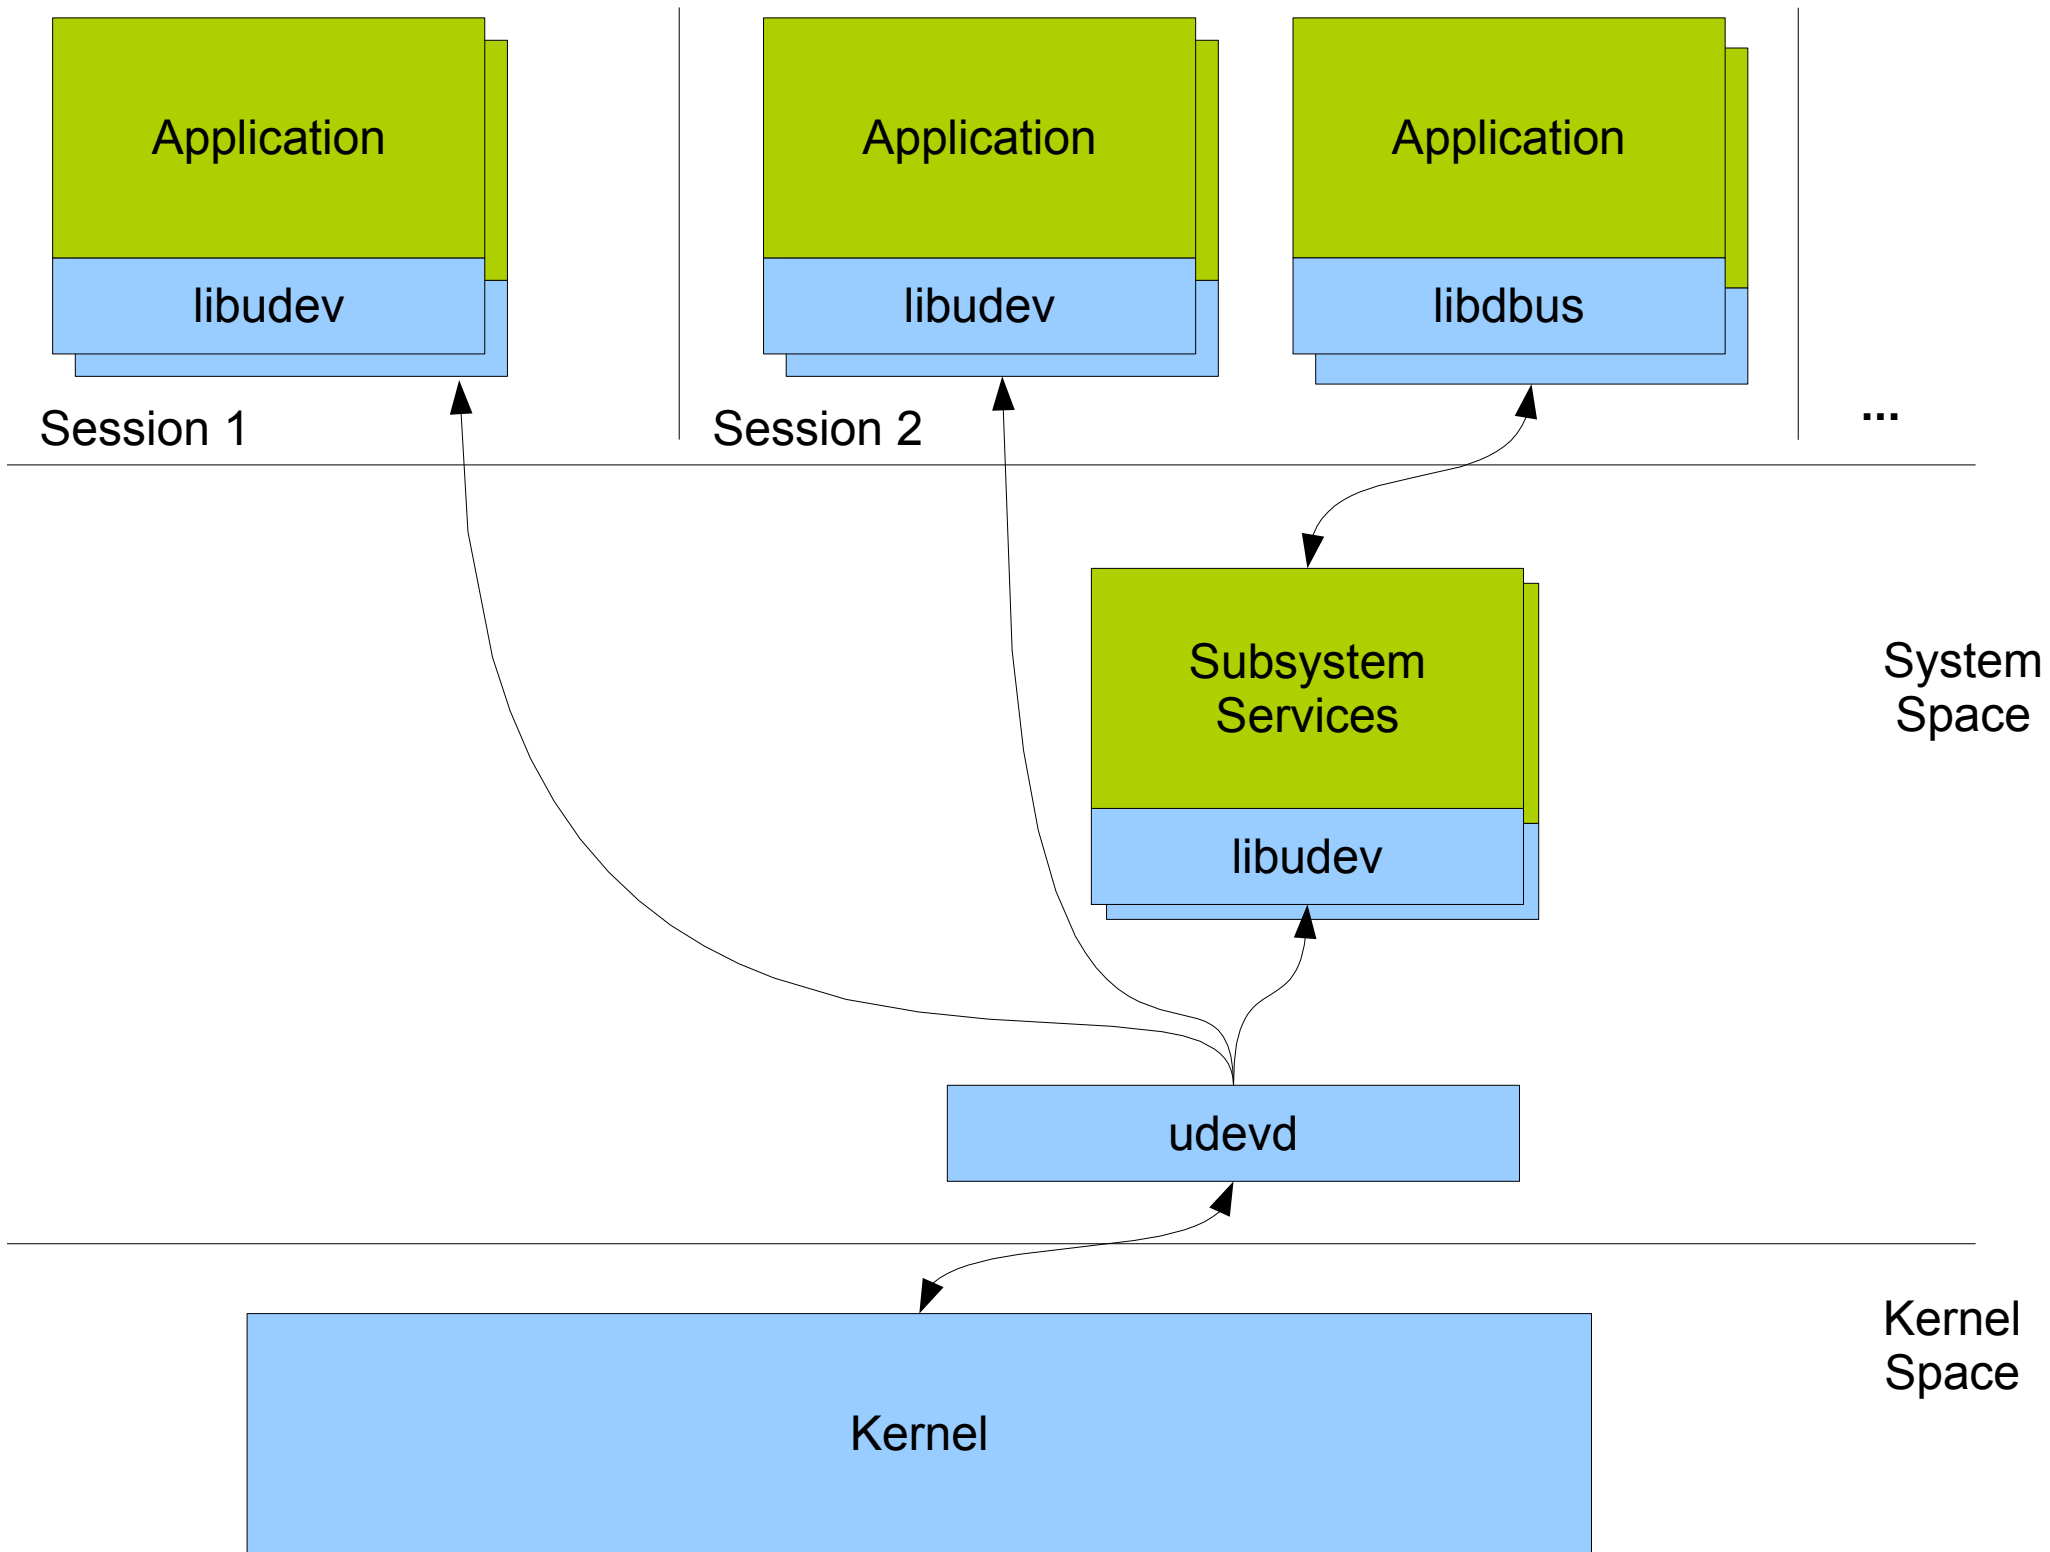 Application
Application
Application
libudev
libudev
libdbus
Session 1
Session 2
...
Subsystem
Services
System
Space
libudev
udevd
Kernel
Space
Kernel